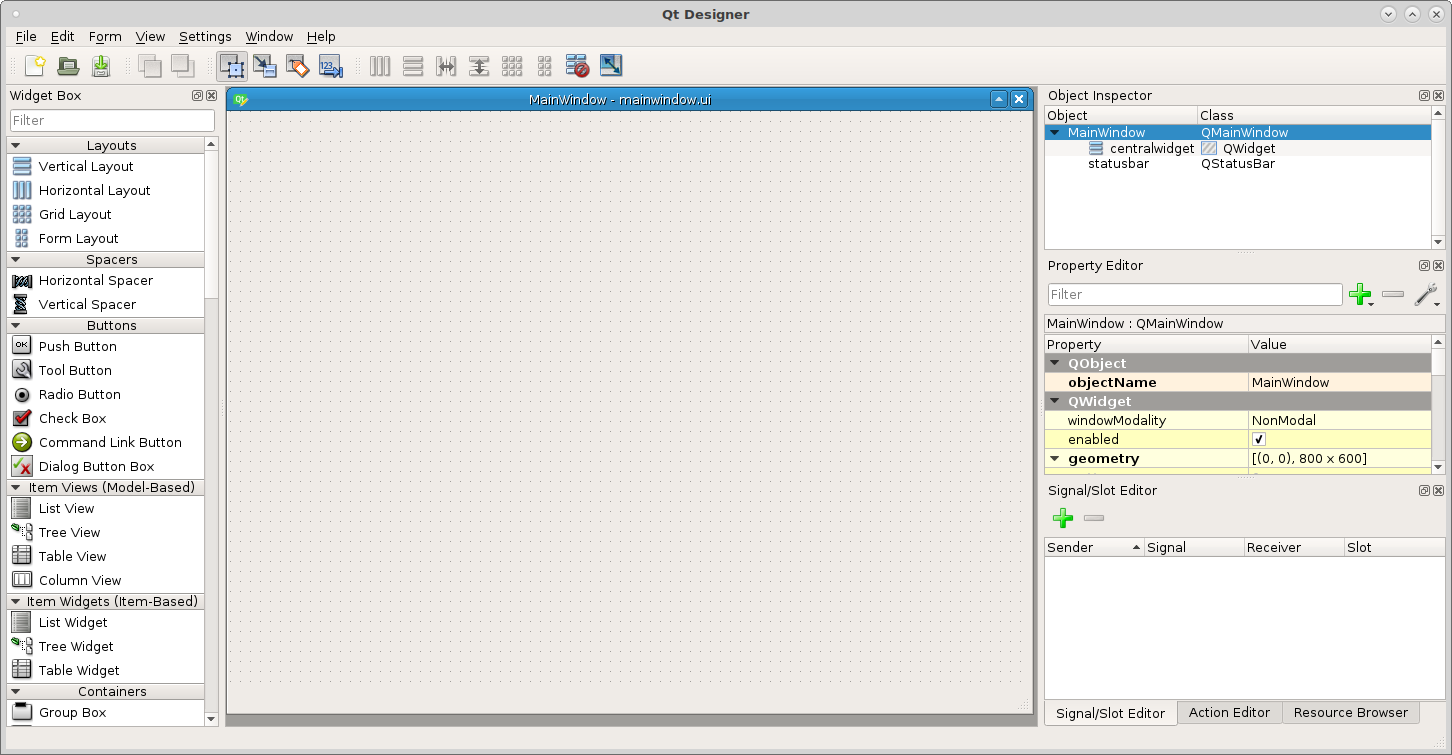 Qt Designer
File Edit Form View Settings Window Help
Widget Box
Filter
Layouts
Vertical Layout
Horizontal Layout
Grid Layout
Form Layout
Spacers
Horizontal Spacer
Vertical Spacer
Buttons
OK Push Button
Tool Button
Radio Button
Check Box
Command Link Button
Dialog Button Box
Item Views (Model-Based)
List View
Tree View
Table View
Column View
Item Widgets (Item-Based)
List Widget
Tree Widget
Table Widget
Containers
Group Box
MainWindow - mainwindow.ui
Object Inspector
Object Class
MainWindow QMainWindow
centralwidget QWidget
statusbar QStatusBar
Property Editor
Filter
MainWindow : QMainWindow
Property Value
QObject
objectName MainWindow
QWidget
windowModality NonModal
enabled
geometry [(0, 0), 800 x 600]
Signal/Slot Editor
Sender Signal Receiver Slot
Signal/Slot Editor Action Editor Resource Browser